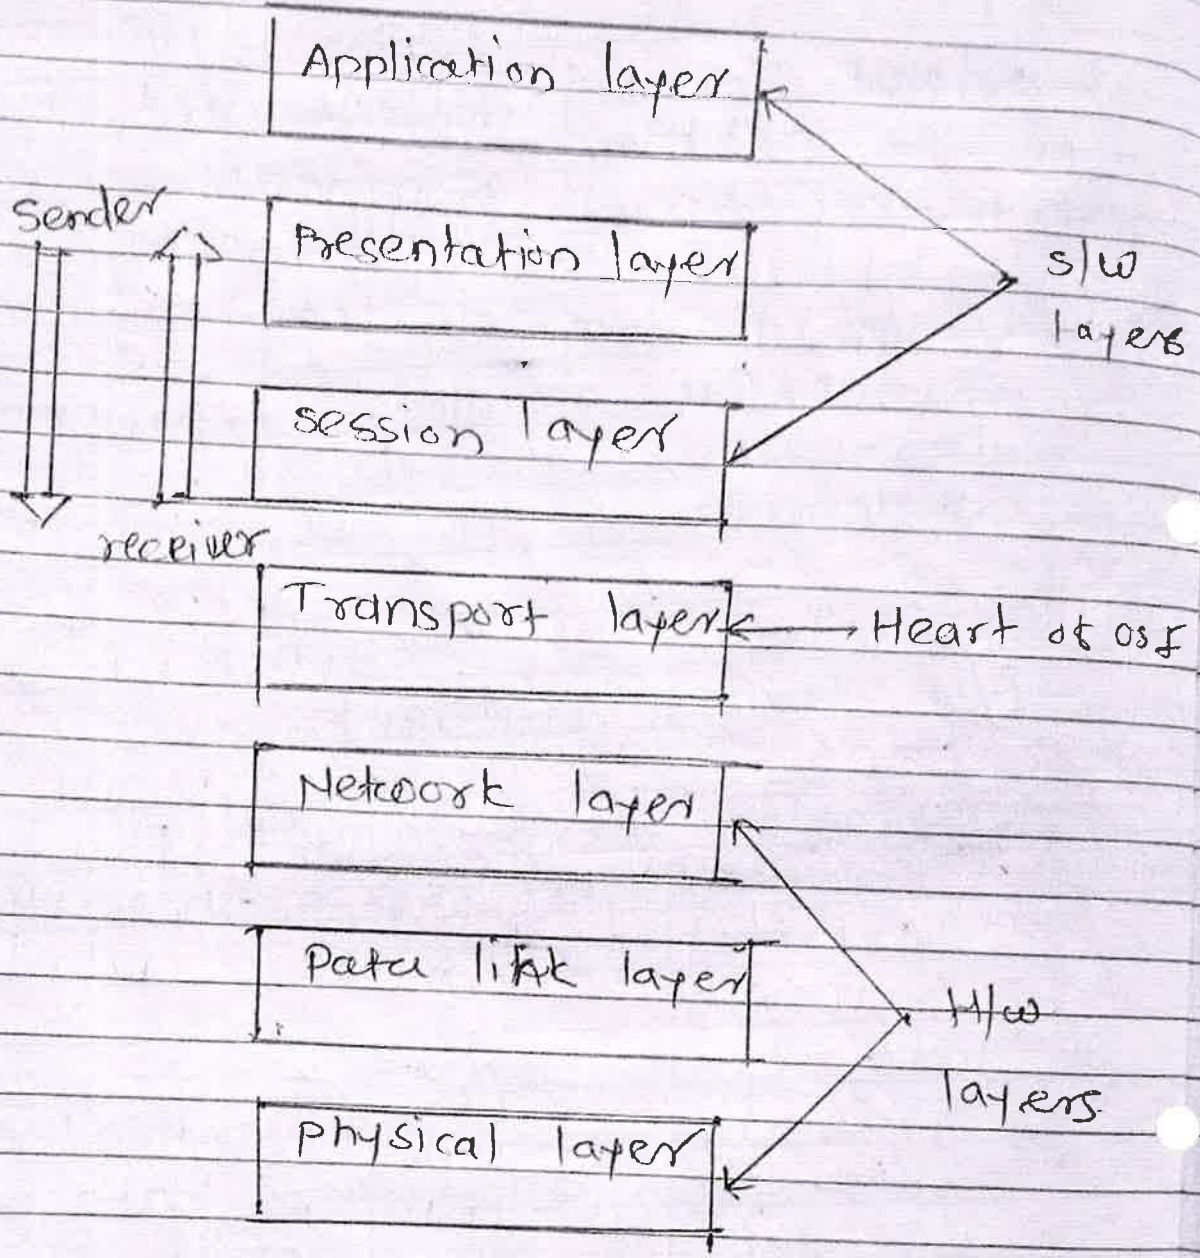 Application layer
sender
Presentation layer
s/w
layers
session layer
receiver
Transport layer
Heart of OSI
Network layer
Data link layer
H/w
layers
physical layer